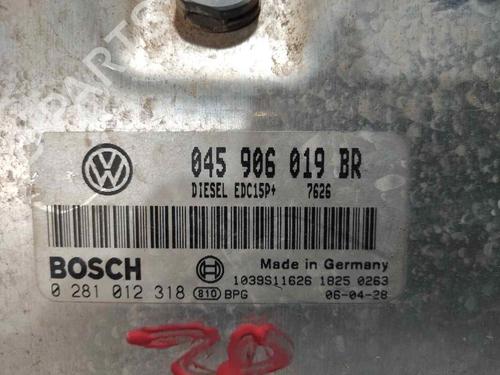 045 906 019 BR
DIESEL EDC15P+ 7626
BOSCH
Made in Germany
1039S11626 1825 0263
0 281 012 318 810 BPG 06-04-28
20